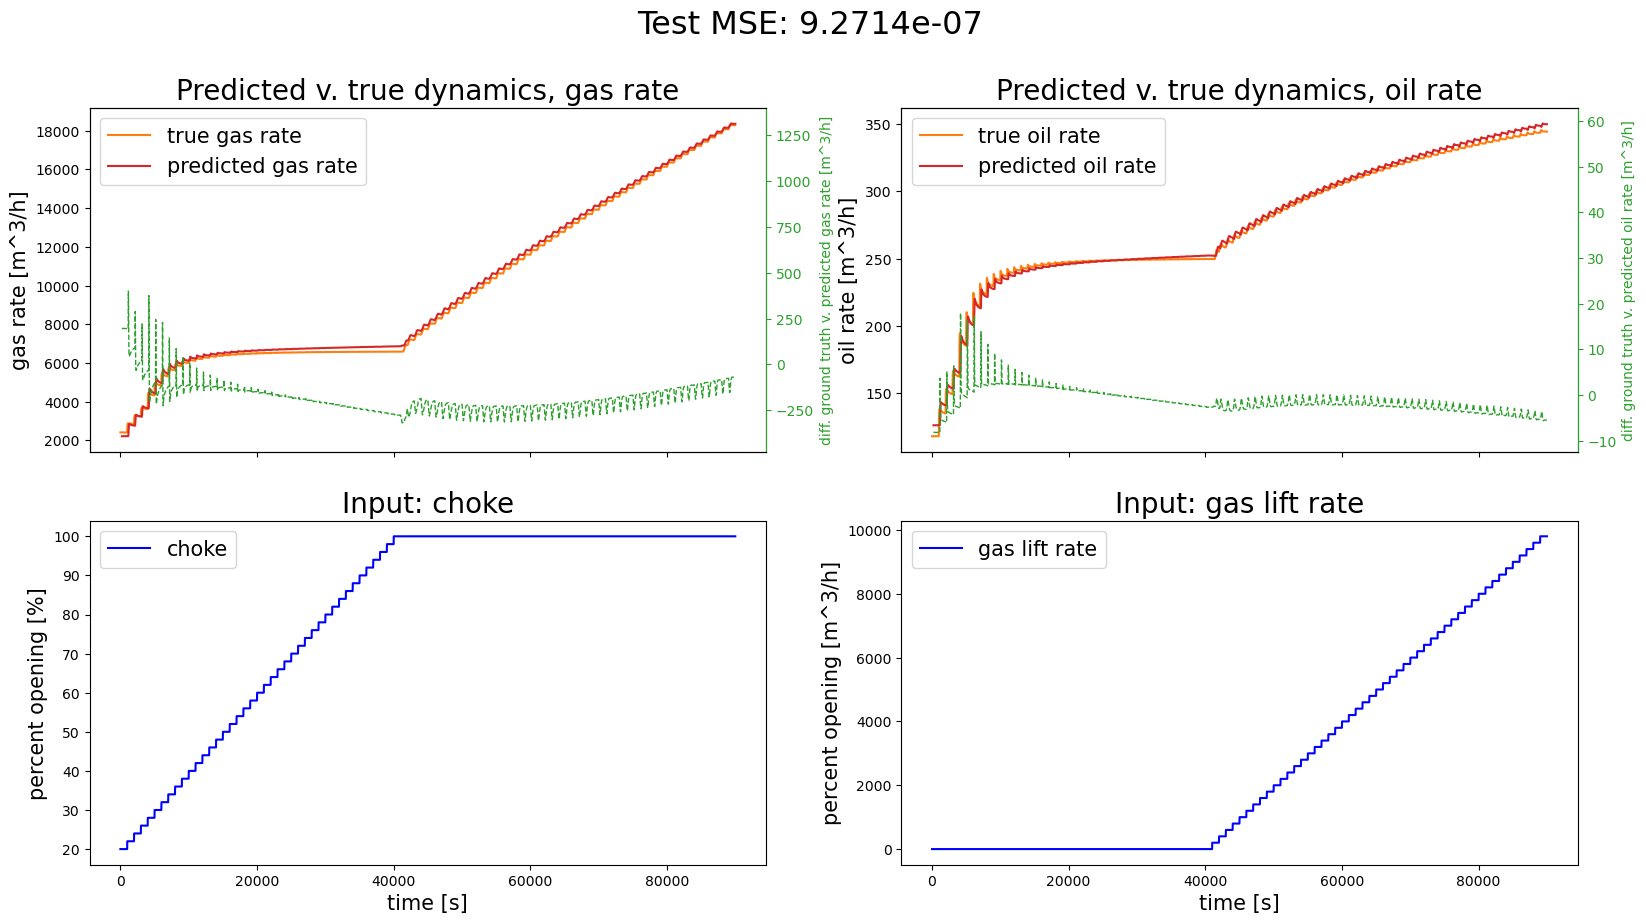 Test MSE: 9.2714e-07
Predicted v. true dynamics, gas rate
true gas rate
predicted gas rate
gas rate [m^3/h]
18000
16000
14000
12000
10000
8000
6000
4000
2000
1250
1000
750
500
250
0
−250
diff. ground truth v. predicted gas rate [m^3/h]
Predicted v. true dynamics, oil rate
true oil rate
predicted oil rate
oil rate [m^3/h]
350
300
250
200
150
60
50
40
30
20
10
0
−10
diff. ground truth v. predicted oil rate [m^3/h]
Input: choke
choke
percent opening [%]
100
90
80
70
60
50
40
30
20
0 20000 40000 60000 80000
time [s]
Input: gas lift rate
gas lift rate
percent opening [m^3/h]
10000
8000
6000
4000
2000
0
0 20000 40000 60000 80000
time [s]